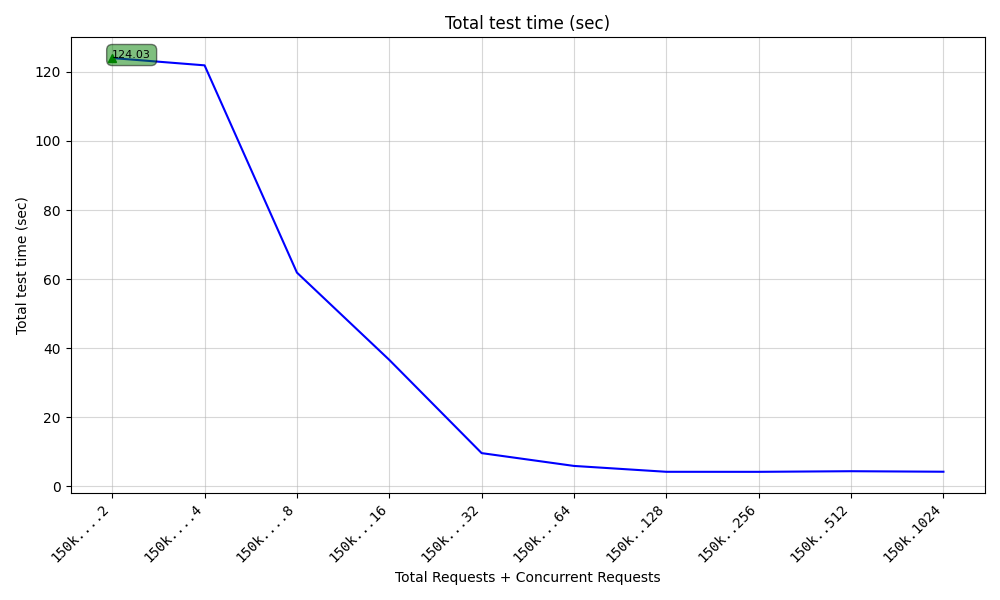 Total test time (sec)
124.03
120
100
80
60
40
20
0
Total test time (sec)
150k....2
150k....4
150k....8
150k...16
150k...32
150k...64
150k..128
150k..256
150k..512
150k.1024
Total Requests + Concurrent Requests